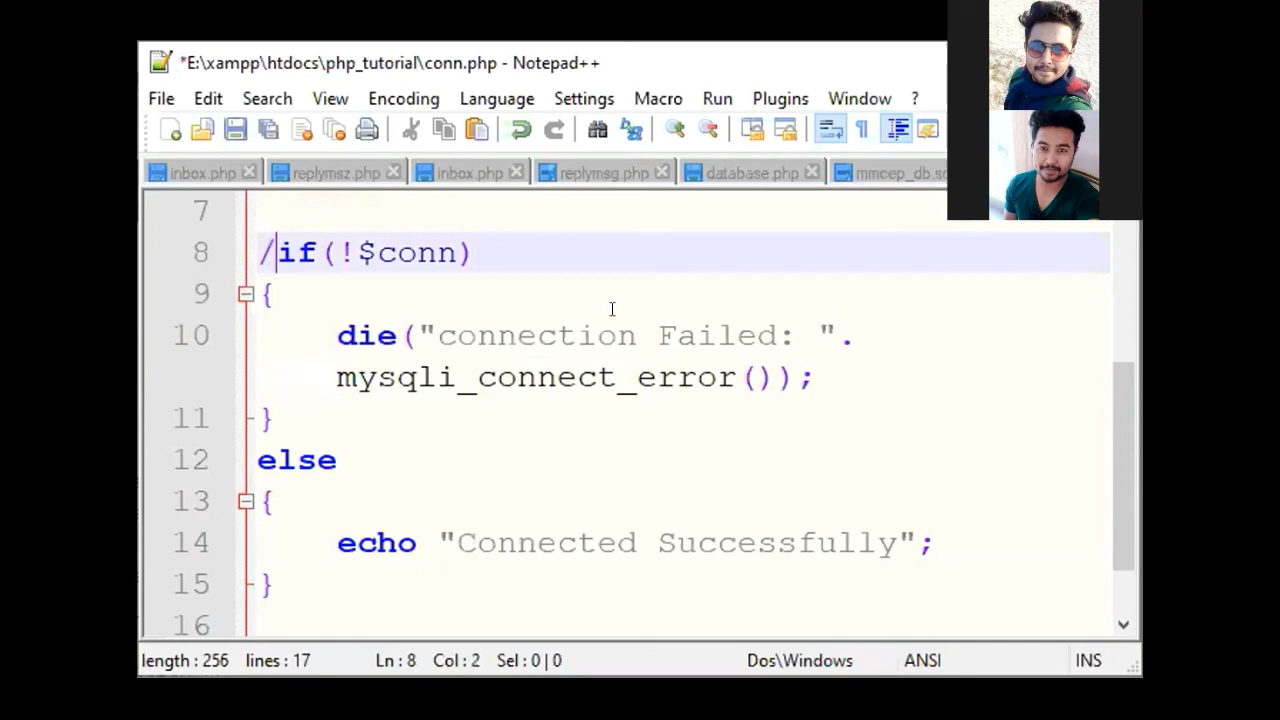 *E:\xampp\htdocs\php_tutorial\conn.php - Notepad++
File Edit Search View Encoding Language Settings Macro Run Plugins Window ?
inbox.php replymsz.php inbox.php replymsg.php database.php
7
8 /if(!$conn)
9 {
10 die("connection Failed: ".
mysqli_connect_error());
11 }
12 else
13 {
14 echo "Connected Successfully";
15 }
16
length : 256 lines : 17 Ln : 8 Col : 2 Sel : 0 | 0 Dos\Windows ANSI INS